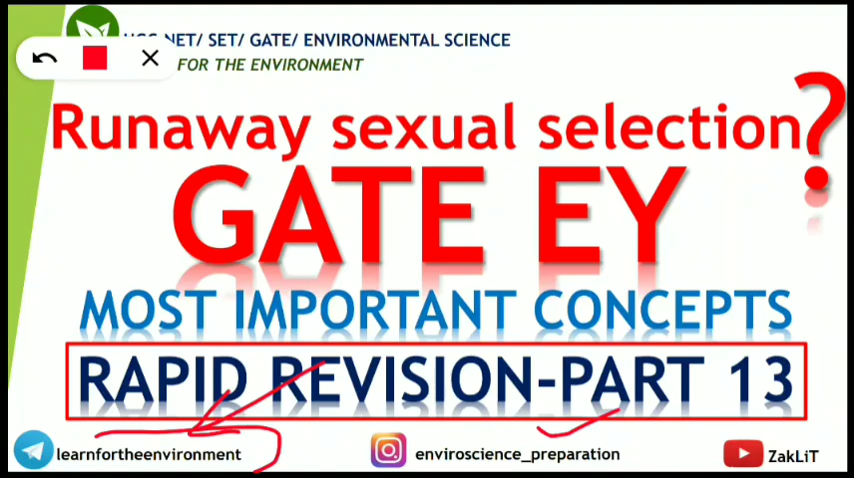 NET/ SET/ GATE/ ENVIRONMENTAL SCIENCE
FOR THE ENVIRONMENT
Runaway sexual selection?
GATE EY
MOST IMPORTANT CONCEPTS
RAPID REVISION-PART 13
learnfortheenvironment
enviroscience_preparation
ZakLiT